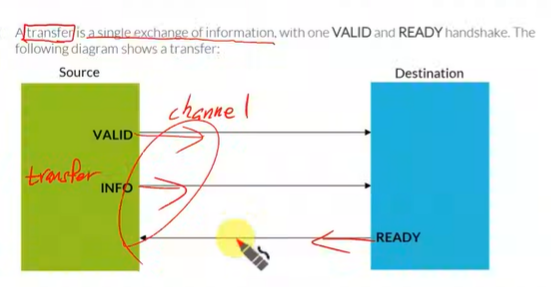 A transfer is a single exchange of information, with one VALID and READY handshake. The
following diagram shows a transfer:
Source
Destination
channel
VALID
transfer
INFO
READY